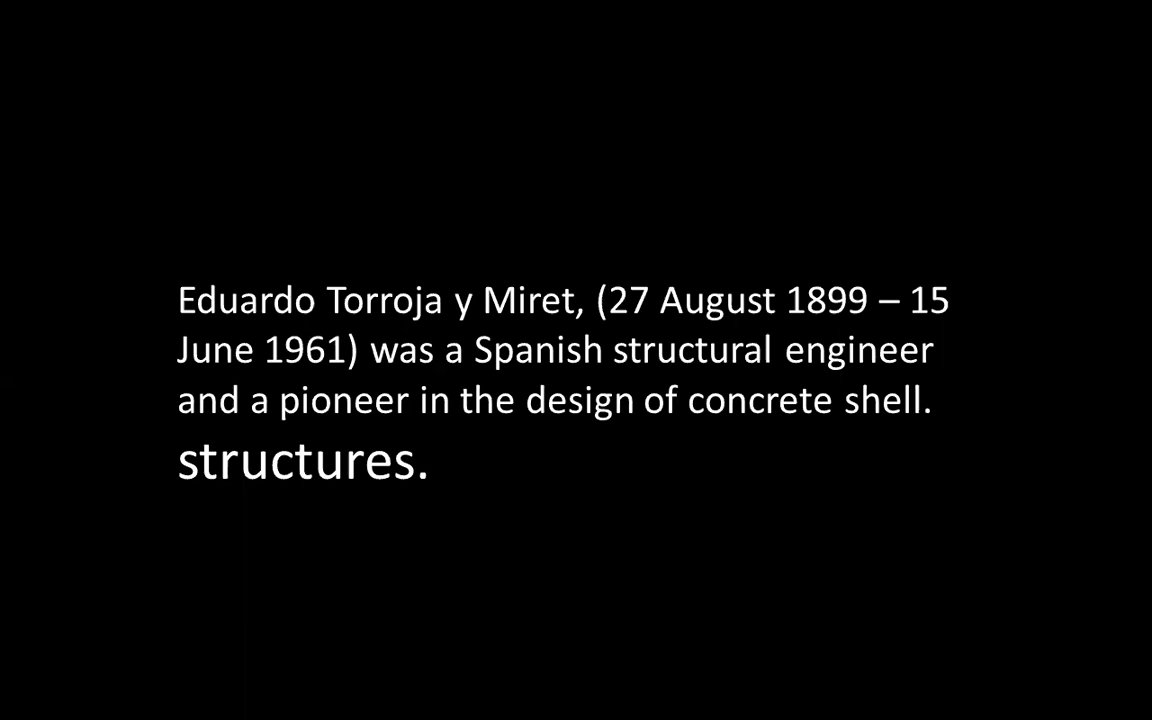 Eduardo Torroja y Miret, (27 August 1899 – 15
June 1961) was a Spanish structural engineer
and a pioneer in the design of concrete shell.
structures.